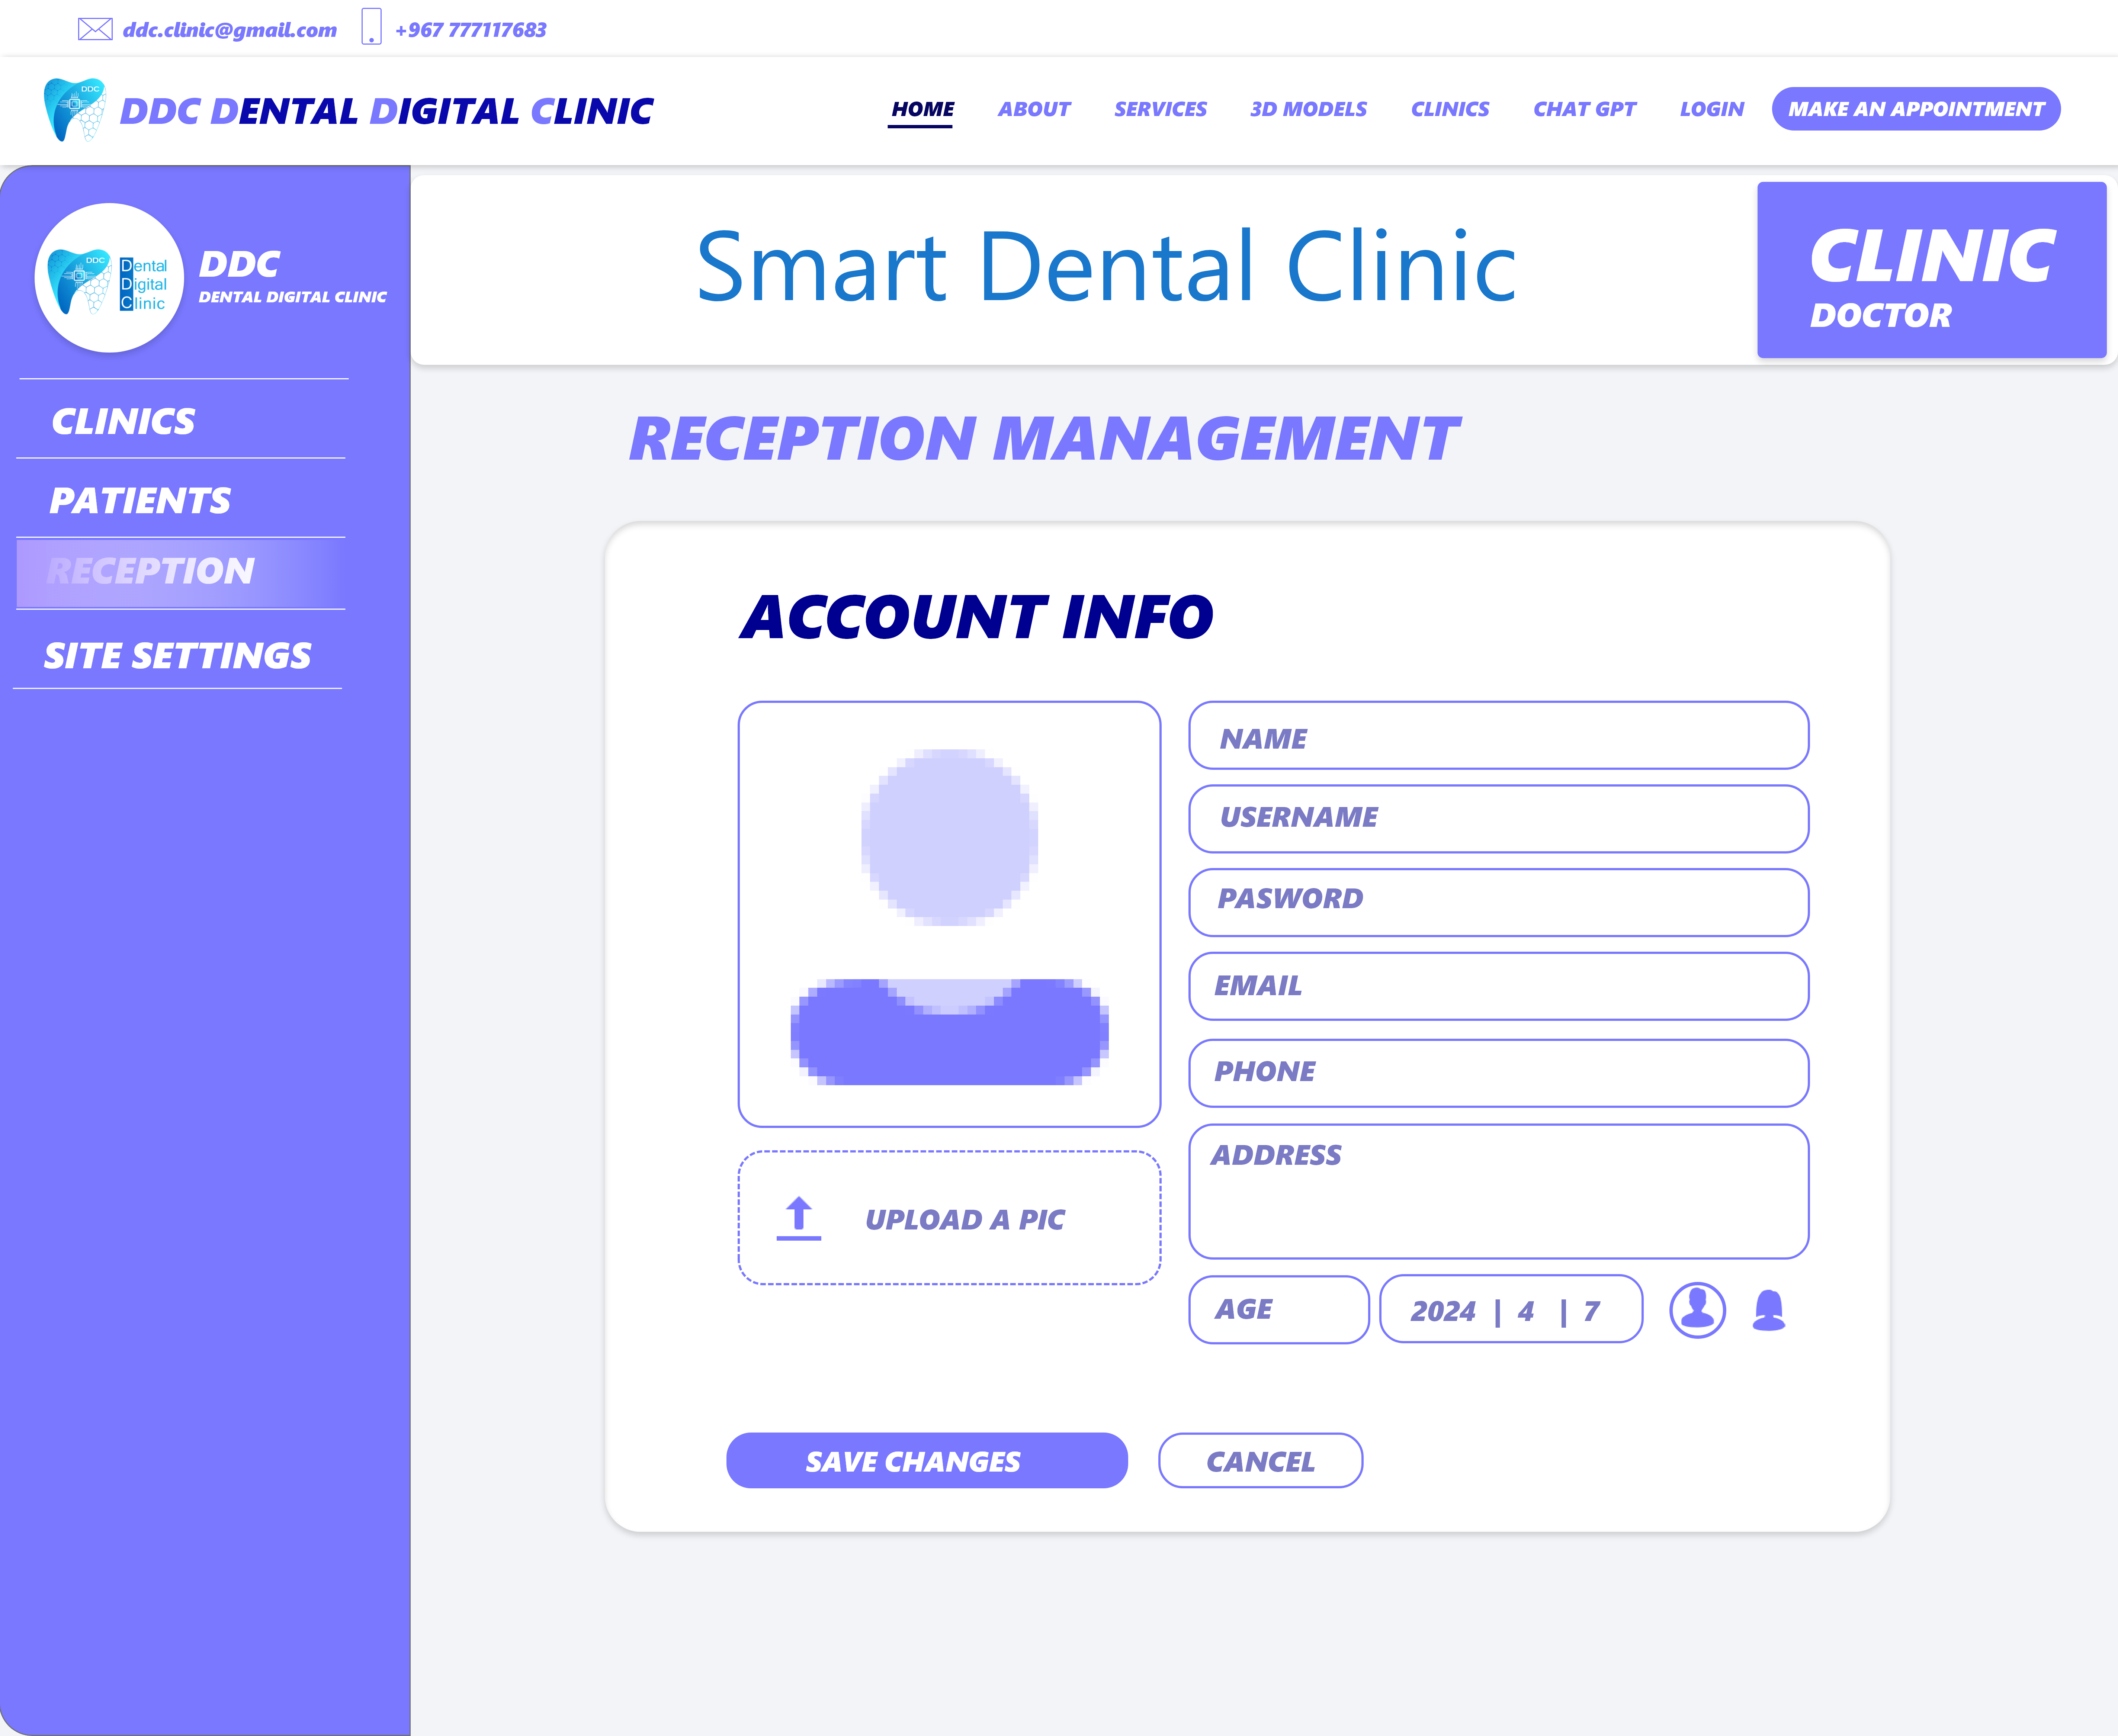 ddc.clinic@gmail.com +967 777117683
DDC
DDC DENTAL DIGITAL CLINIC
HOME ABOUT SERVICES 3D MODELS CLINICS CHAT GPT LOGIN MAKE AN APPOINTMENT
DDC
Dental
Digital
Clinic
DDC
DENTAL DIGITAL CLINIC
CLINICS
PATIENTS
RECEPTION
SITE SETTINGS
Smart Dental Clinic
CLINIC
DOCTOR
RECEPTION MANAGEMENT
ACCOUNT INFO
NAME
USERNAME
PASWORD
EMAIL
PHONE
ADDRESS
UPLOAD A PIC
AGE 2024 | 4 | 7
SAVE CHANGES CANCEL